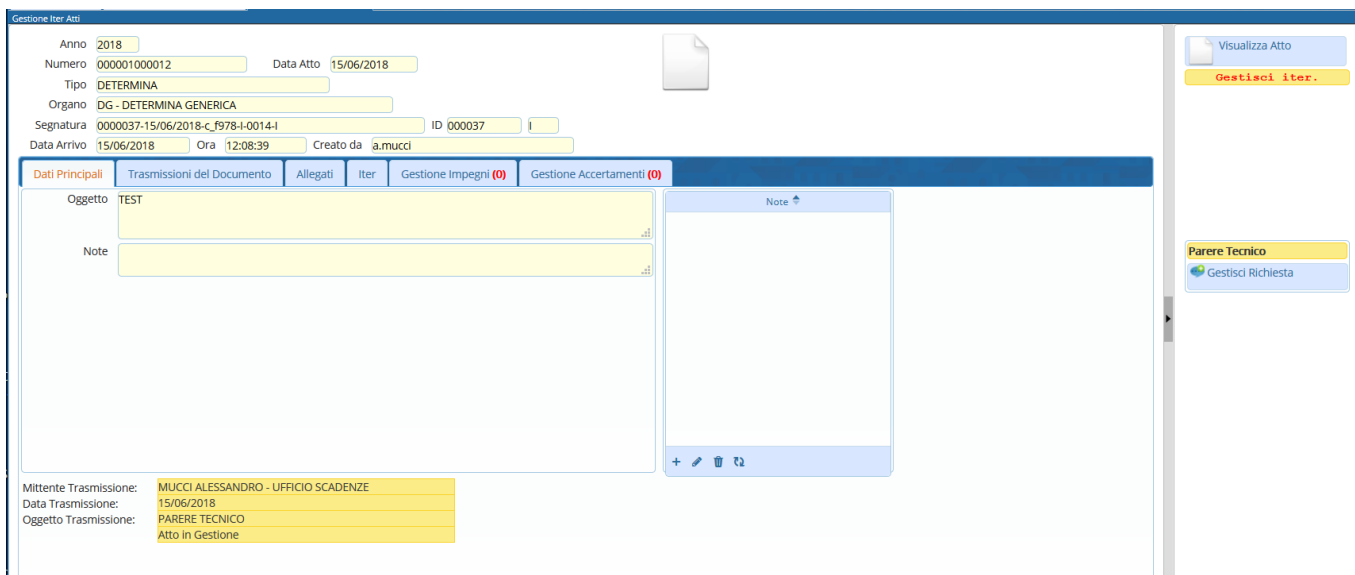 Gestione Iter Atti
Anno 2018
Numero 000001000012 Data Atto 15/06/2018
Tipo DETERMINA
Organo DG - DETERMINA GENERICA
Segnatura 0000037-15/06/2018-c_f978-I-0014-I ID 000037 I
Data Arrivo 15/06/2018 Ora 12:08:39 Creato da a.mucci
Dati Principali Trasmissioni del Documento Allegati Iter Gestione Impegni (0) Gestione Accertamenti (0)
Oggetto TEST
Note
Note
Mittente Trasmissione: MUCCI ALESSANDRO - UFFICIO SCADENZE
Data Trasmissione: 15/06/2018
Oggetto Trasmissione: PARERE TECNICO
Atto in Gestione
Visualizza Atto
Gestisci iter.
Parere Tecnico
Gestisci Richiesta